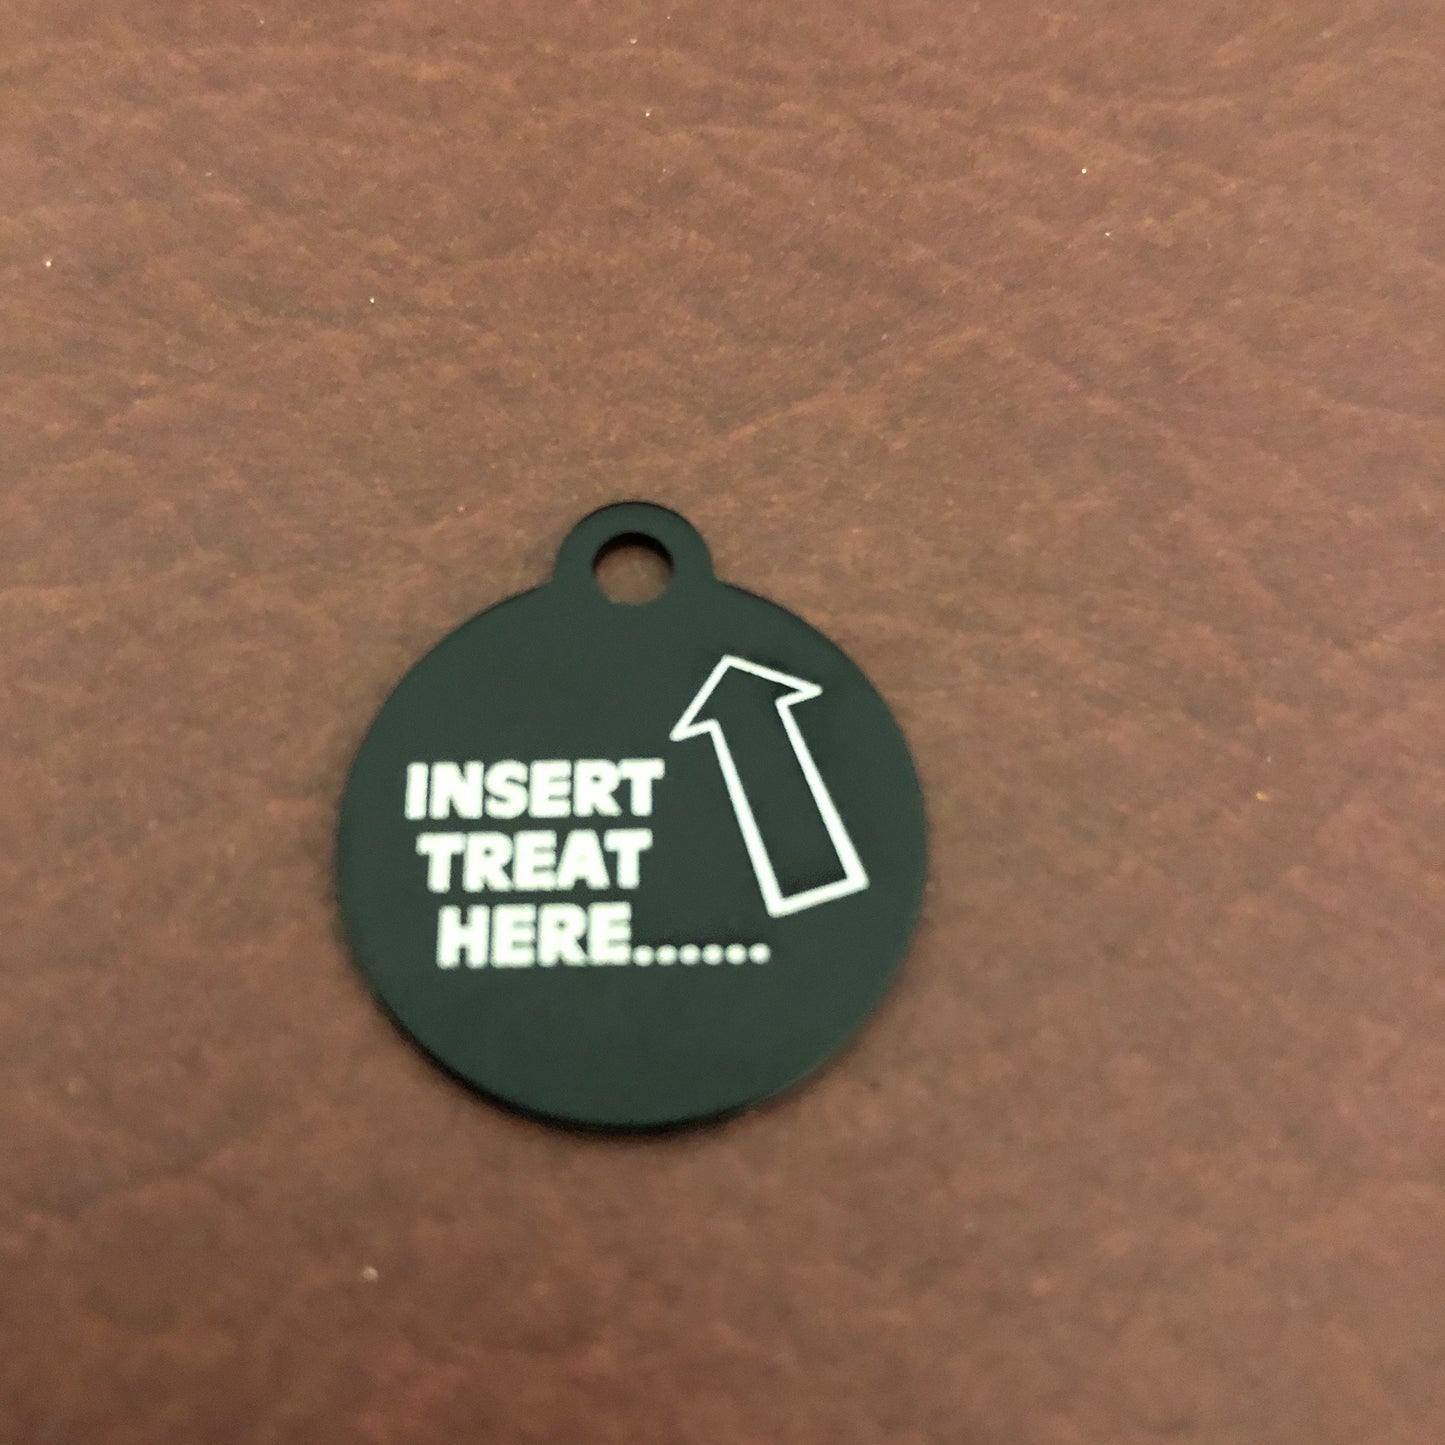 INSERT
TREAT
HERE......